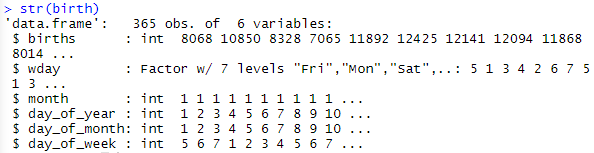 > str(birth)
'data.frame':   365 obs. of  6 variables:
 $ births      : int  8068 10850 8328 7065 11892 12425 12141 12094 11868
8014 ...
 $ wday        : Factor w/ 7 levels "Fri","Mon","Sat",..: 5 1 3 4 2 6 7 5
1 3 ...
 $ month       : int  1 1 1 1 1 1 1 1 1 1 ...
 $ day_of_year : int  1 2 3 4 5 6 7 8 9 10 ...
 $ day_of_month: int  1 2 3 4 5 6 7 8 9 10 ...
 $ day_of_week : int  5 6 7 1 2 3 4 5 6 7 ...